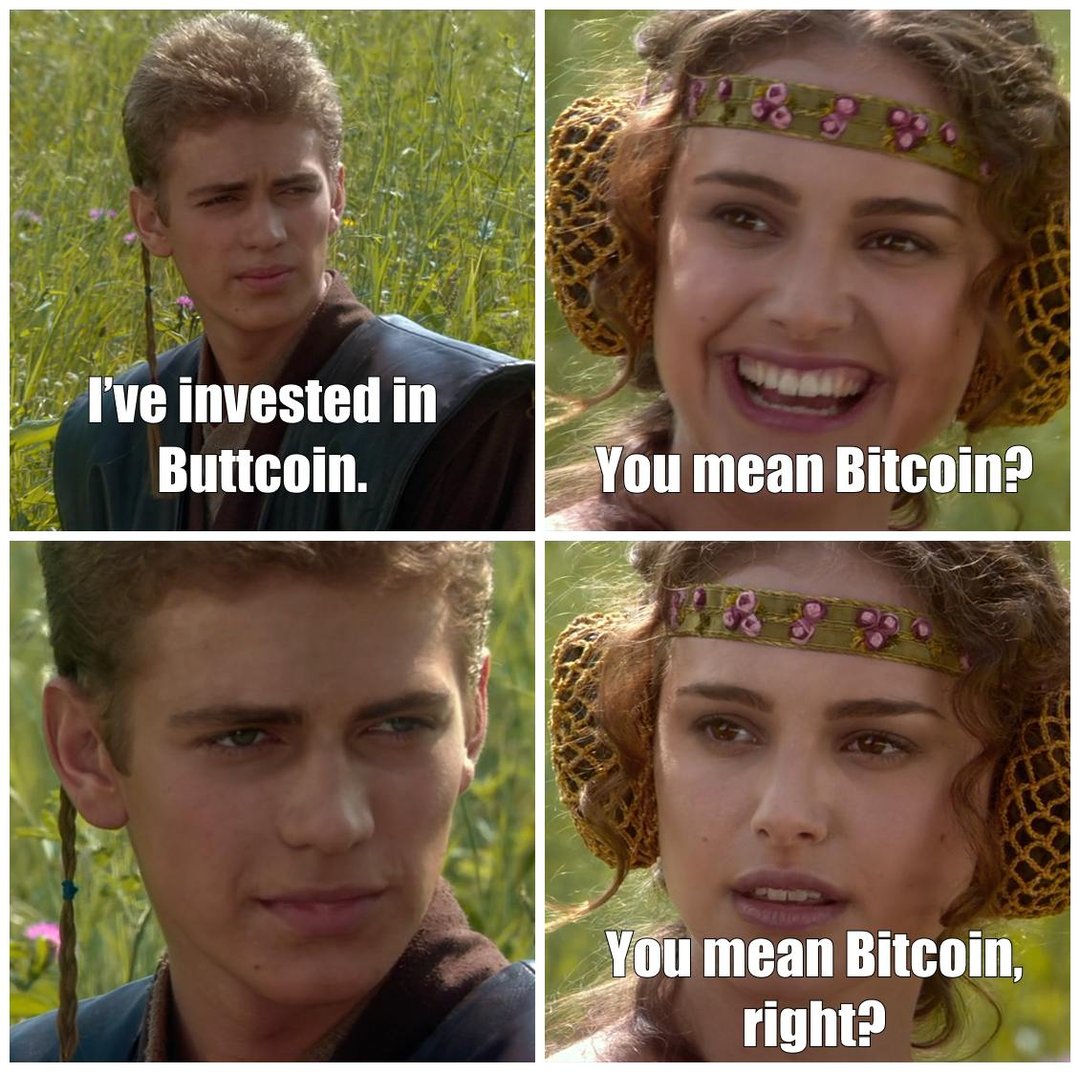 I've invested in
Buttcoin.
You mean Bitcoin?
You mean Bitcoin,
right?